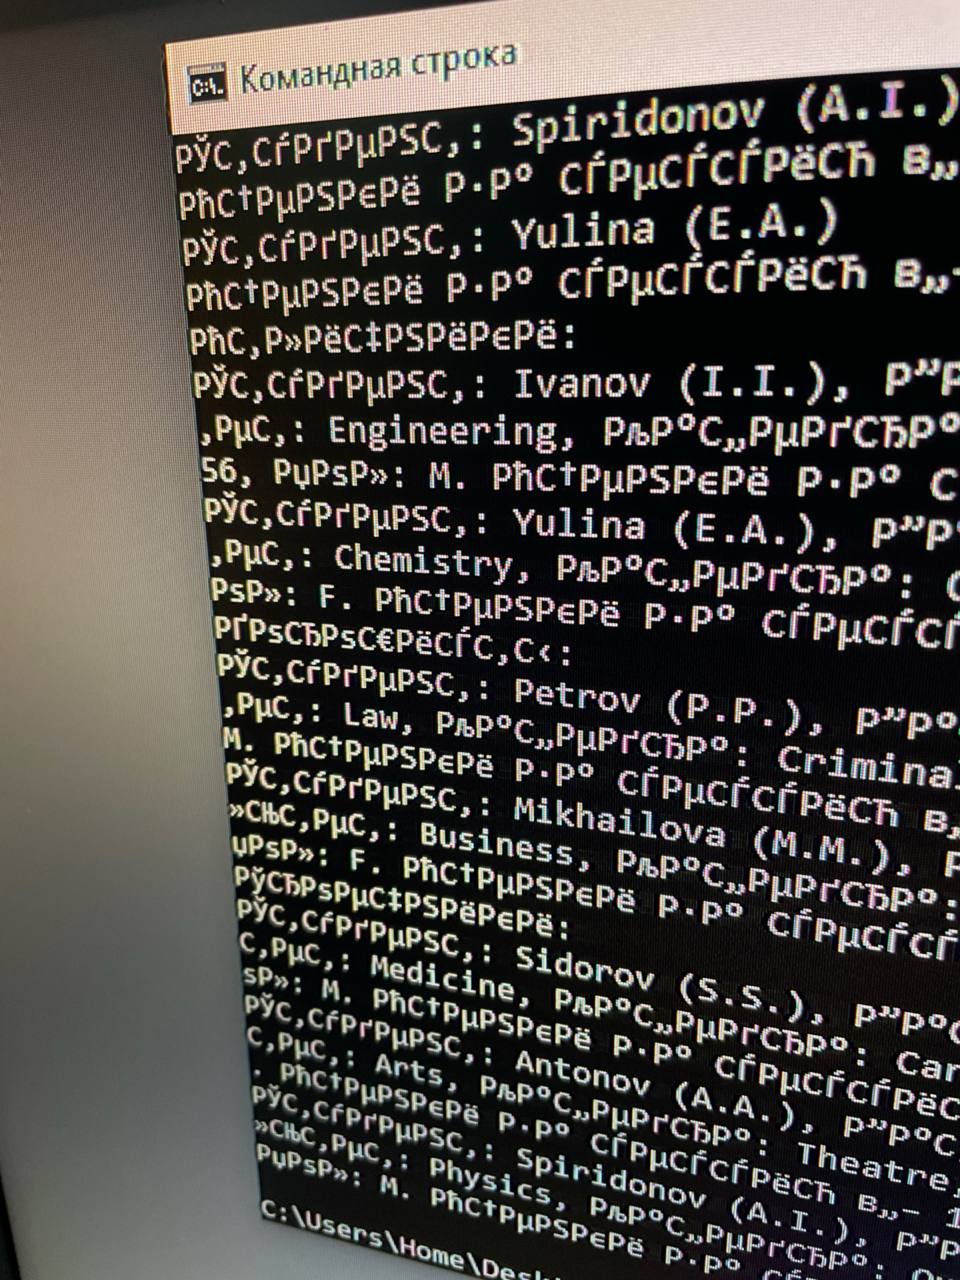 Командная строка
РЎС‚СѓРґРµРЅС‚: Spiridonov (A.I.)
РћС†РµРЅРєРё Р·Р° СЃРµСЃСЃРёСЋ в„
РЎС‚СѓРґРµРЅС‚: Yulina (E.A.)
РћС†РµРЅРєРё Р·Р° СЃРµСЃСЃРёСЋ в„–
РћС‚Р»РёС‡РЅРёРєРё:
РЎС‚СѓРґРµРЅС‚: Ivanov (I.I.), Р”Р
‚РµС‚: Engineering, РљР°С„РµРґСЂР°
56, РџРѕР»: M. РћС†РµРЅРєРё Р·Р° С
РЎС‚СѓРґРµРЅС‚: Yulina (E.A.), Р”Р
‚РµС‚: Chemistry, РљР°С„РµРґСЂР°:
РѕР»: F. РћС†РµРЅРєРё Р·Р° СЃРµСЃСЃ
РҐРѕСЂРѕС€РёСЃС‚С‹:
РЎС‚СѓРґРµРЅС‚: Petrov (P.P.), Р”Р°
‚РµС‚: Law, РљР°С„РµРґСЂР°: Criminal
M. РћС†РµРЅРєРё Р·Р° СЃРµСЃСЃРёСЋ в„
РЎС‚СѓРґРµРЅС‚: Mikhailova (M.M.), Р
»СЊС‚РµС‚: Business, РљР°С„РµРґСЂР°:
џРѕР»: F. РћС†РµРЅРєРё Р·Р° СЃРµСЃСЃ
РўСЂРѕРµС‡РЅРёРєРё:
РЎС‚СѓРґРµРЅС‚: Sidorov (S.S.), Р”Р°С
С‚РµС‚: Medicine, РљР°С„РµРґСЂР°: Car
ѕР»: M. РћС†РµРЅРєРё Р·Р° СЃРµСЃСЃРёС
РЎС‚СѓРґРµРЅС‚: Antonov (A.A.), Р”Р°С‚
С‚РµС‚: Arts, РљР°С„РµРґСЂР°: Theatre,
. РћС†РµРЅРєРё Р·Р° СЃРµСЃСЃРёСЋ в„– 1
РЎС‚СѓРґРµРЅС‚: Spiridonov (A.I.), Р”Р
»СЊС‚РµС‚: Physics, РљР°С„РµРґСЂР°:
РџРѕР»: M. РћС†РµРЅРєРё Р·Р° СЃРµСЃ
C:\Users\Home\Desk